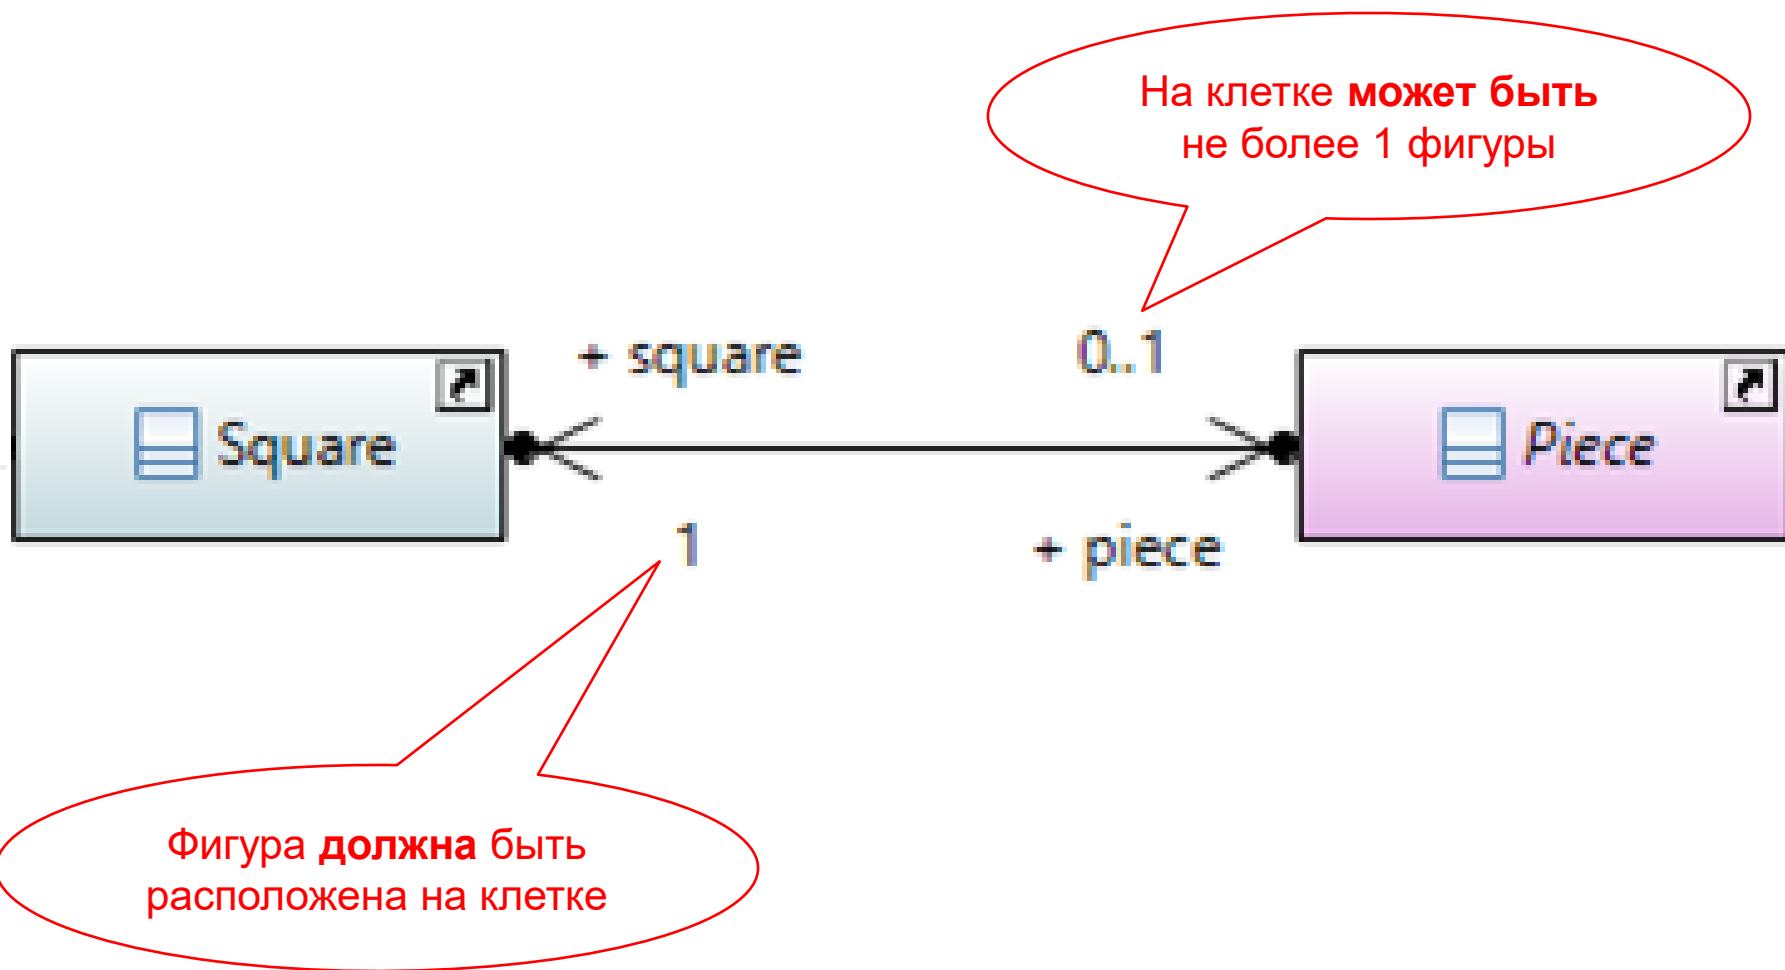 На клетке может быть
не более 1 фигуры
+ square
0..1
Square
Piece
1
+ piece
Фигура должна быть
расположена на клетке